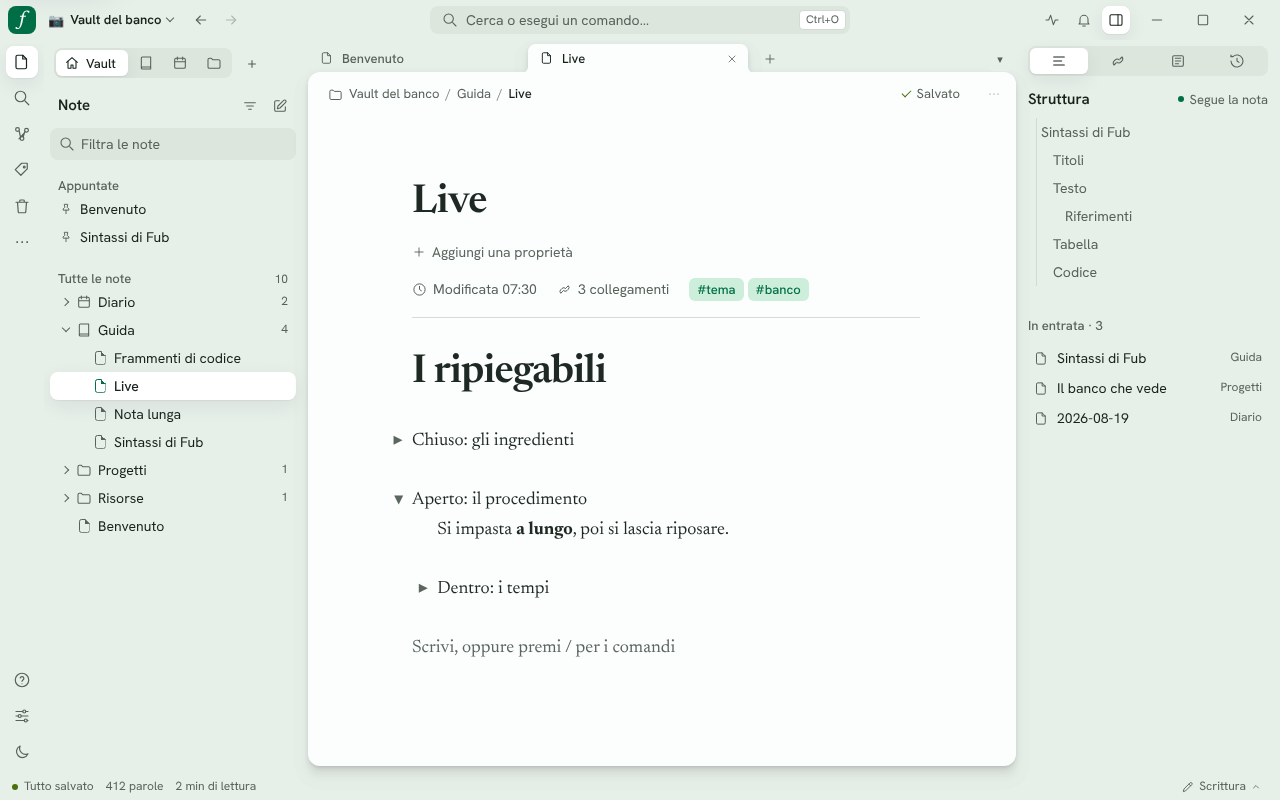 Vault del banco
Cerca o esegui un comando…
Ctrl+O
Vault
Note
Filtra le note
Appuntate
Benvenuto
Sintassi di Fub
Tutte le note 10
Diario 2
Guida 4
Frammenti di codice
Live
Nota lunga
Sintassi di Fub
Progetti 1
Risorse 1
Benvenuto
Benvenuto
Live
Vault del banco / Guida / Live
Salvato
Live
Aggiungi una proprietà
Modificata 07:30 3 collegamenti #tema #banco
I ripiegabili
Chiuso: gli ingredienti
Aperto: il procedimento
Si impasta a lungo, poi si lascia riposare.
Dentro: i tempi
Scrivi, oppure premi / per i comandi
Struttura
Segue la nota
Sintassi di Fub
Titoli
Testo
Riferimenti
Tabella
Codice
In entrata · 3
Sintassi di Fub Guida
Il banco che vede Progetti
2026-08-19 Diario
Tutto salvato 412 parole 2 min di lettura
Scrittura